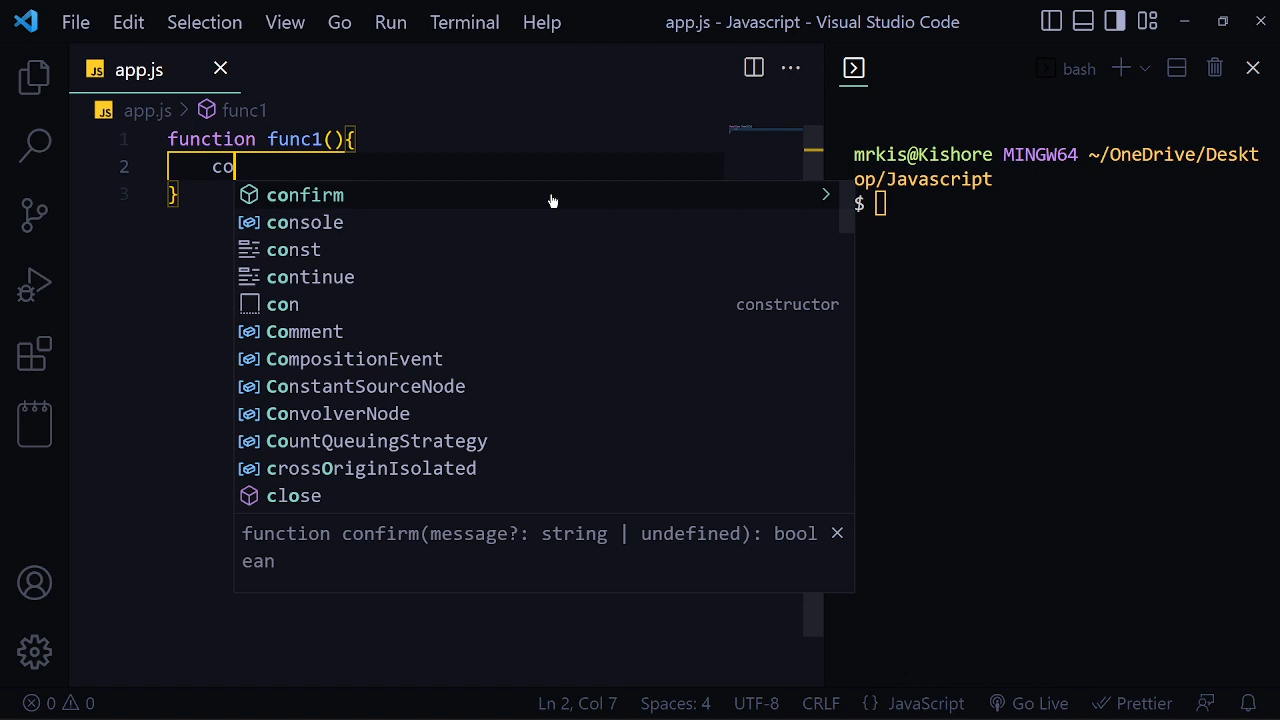 File Edit Selection View Go Run Terminal Help app.js - Javascript - Visual Studio Code
JS app.js
bash
JS app.js > func1
1 function func1(){
2 co
3 }
confirm
console
const
continue
con constructor
Comment
CompositionEvent
ConstantSourceNode
ConvolverNode
CountQueuingStrategy
crossOriginIsolated
close
function confirm(message?: string | undefined): bool
ean
mrkis@Kishore MINGW64 ~/OneDrive/Deskt
op/Javascript
$
0 0 Ln 2, Col 7 Spaces: 4 UTF-8 CRLF {} JavaScript Go Live Prettier